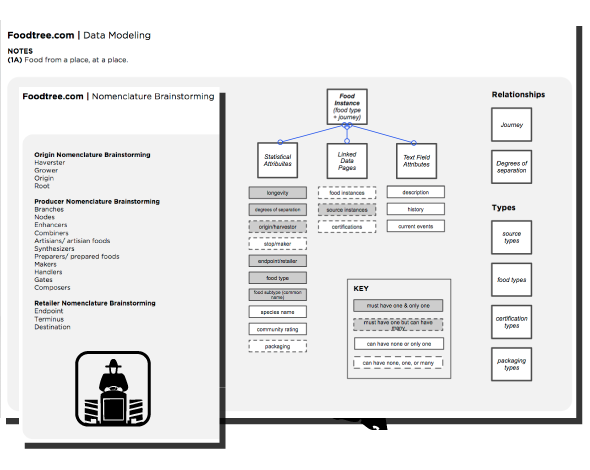 Foodtree.com | Data Modeling
NOTES
(1A) Food from a place, at a place.
Foodtree.com | Nomenclature Brainstorming
Origin Nomenclature Brainstorming
Haverster
Grower
Origin
Root
Producer Nomenclature Brainstorming
Branches
Nodes
Enhancers
Combiners
Artisans/ artisan foods
Synthesizers
Preparers/ prepared foods
Makers
Handlers
Gates
Composers
Retailer Nomenclature Brainstorming
Endpoint
Terminus
Destination
Food
Instance
(food type
+ journey)
Statistical
Attributes
Linked
Data
Pages
Text Field
Attributes
longevity
degrees of separation
origin/harvestor
stop/maker
endpoint/retailer
food type
food subtype (common
name)
species name
community rating
packaging
food instances
source instances
certifications
description
history
current events
KEY
must have one & only one
must have one but can have
many
can have none or only one
can have none, one, or many
Relationships
Journey
Degrees of
separation
Types
source
types
food types
certification
types
packaging
types